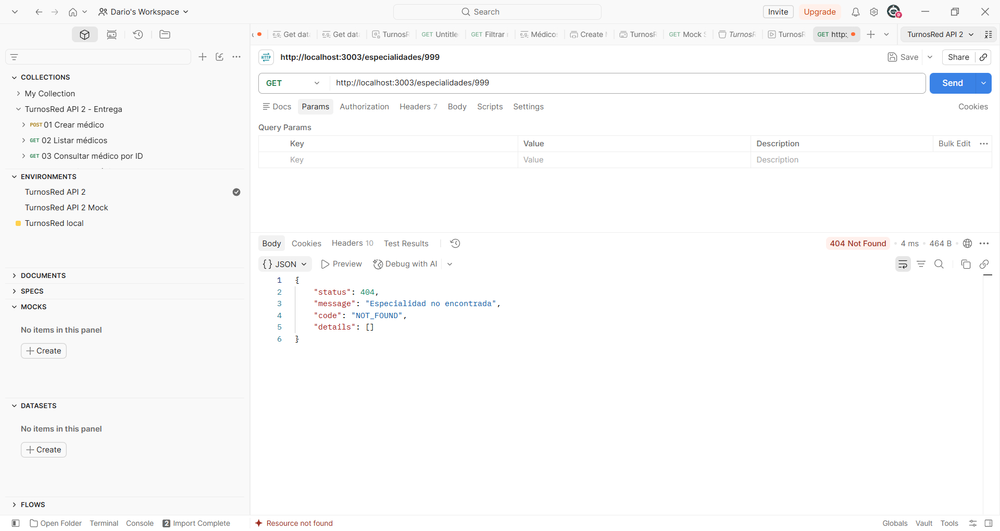 Dario's Workspace
Search
Invite
Upgrade
Get dat
Get dat
TurnosR
GET Untitle
GET Filtrar
Médico
Create
TurnosR
GET Mock
TurnosR
TurnosR
GET http:
TurnosRed API 2
HTTP http://localhost:3003/especialidades/999
Save
Share
GET http://localhost:3003/especialidades/999
Send
Docs Params Authorization Headers 7 Body Scripts Settings
Cookies
Query Params
Key Value Description Bulk Edit
Key Value Description
COLLECTIONS
My Collection
TurnosRed API 2 - Entrega
POST 01 Crear médico
GET 02 Listar médicos
GET 03 Consultar médico por ID
ENVIRONMENTS
TurnosRed API 2
TurnosRed API 2 Mock
TurnosRed local
DOCUMENTS
SPECS
MOCKS
No items in this panel
Create
DATASETS
No items in this panel
Create
FLOWS
Body Cookies Headers 10 Test Results
404 Not Found 4 ms 464 B
{} JSON Preview Debug with AI
1 {
2 "status": 404,
3 "message": "Especialidad no encontrada",
4 "code": "NOT_FOUND",
5 "details": []
6 }
Open Folder Terminal Console 2 Import Complete
Resource not found
Globals Vault Tools